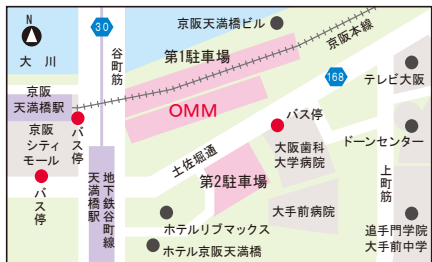 N
大 川
30
谷町筋
京阪天満橋ビル
京阪本線
第1駐車場
168
テレビ大阪
京阪
天満橋駅
OMM
バス停
バス停
京阪
シティ
モール
土佐堀通
大阪歯科
大学病院
ドーンセンター
バス停
地下鉄谷町線
天満橋駅
第2駐車場
上町筋
大手前病院
ホテルリブマックス
ホテル京阪天満橋
追手門学院
大手前中学